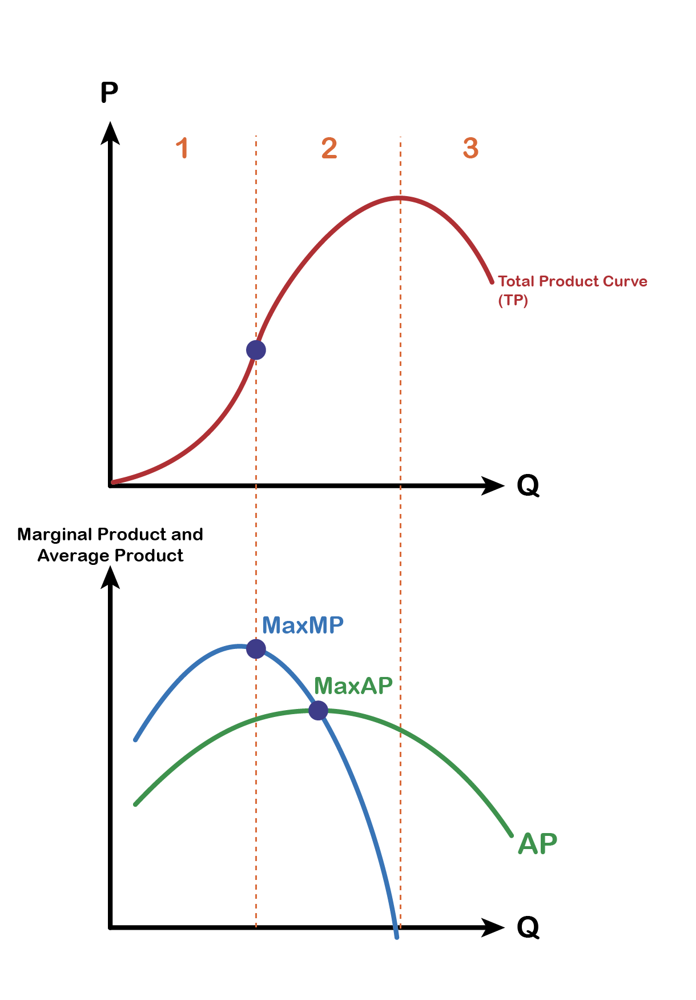 P
1
2
3
Total Product Curve
(TP)
Q
Marginal Product and
Average Product
MaxMP
MaxAP
AP
Q